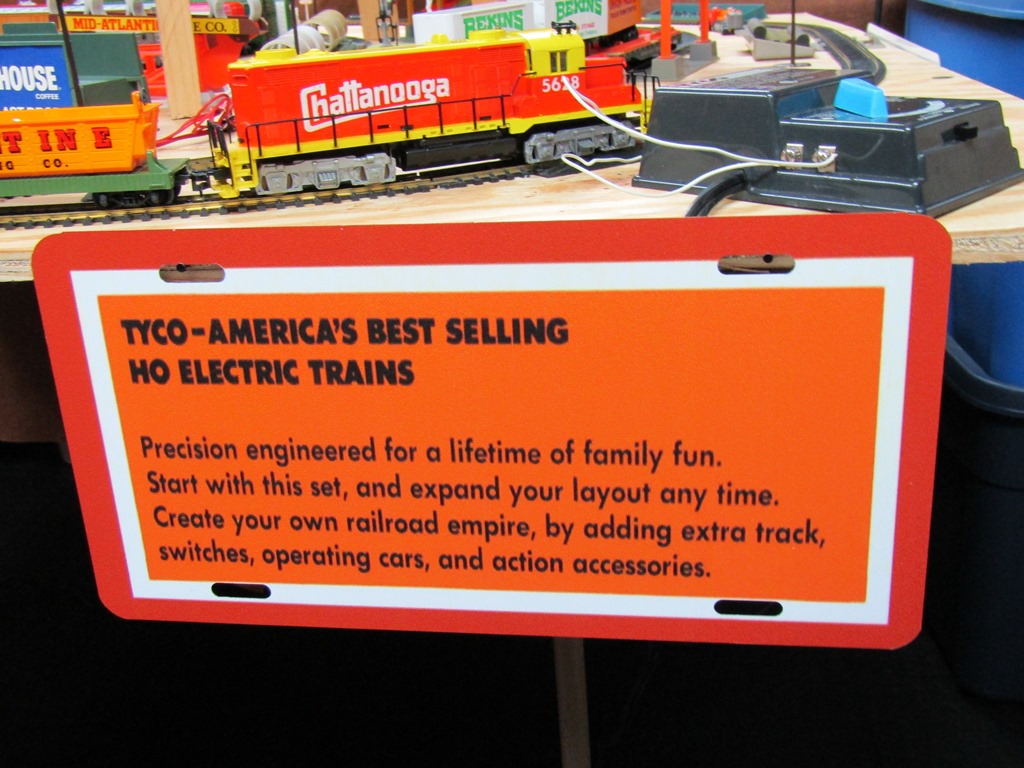 MID-ATLANTIC
E CO.
BEKINS
BEKINS
HOUSE
COFFEE
Chattanooga
5628
TINE
CO.
TYCO-AMERICA'S BEST SELLING
HO ELECTRIC TRAINS
Precision engineered for a lifetime of family fun.
Start with this set, and expand your layout any time.
Create your own railroad empire, by adding extra track,
switches, operating cars, and action accessories.